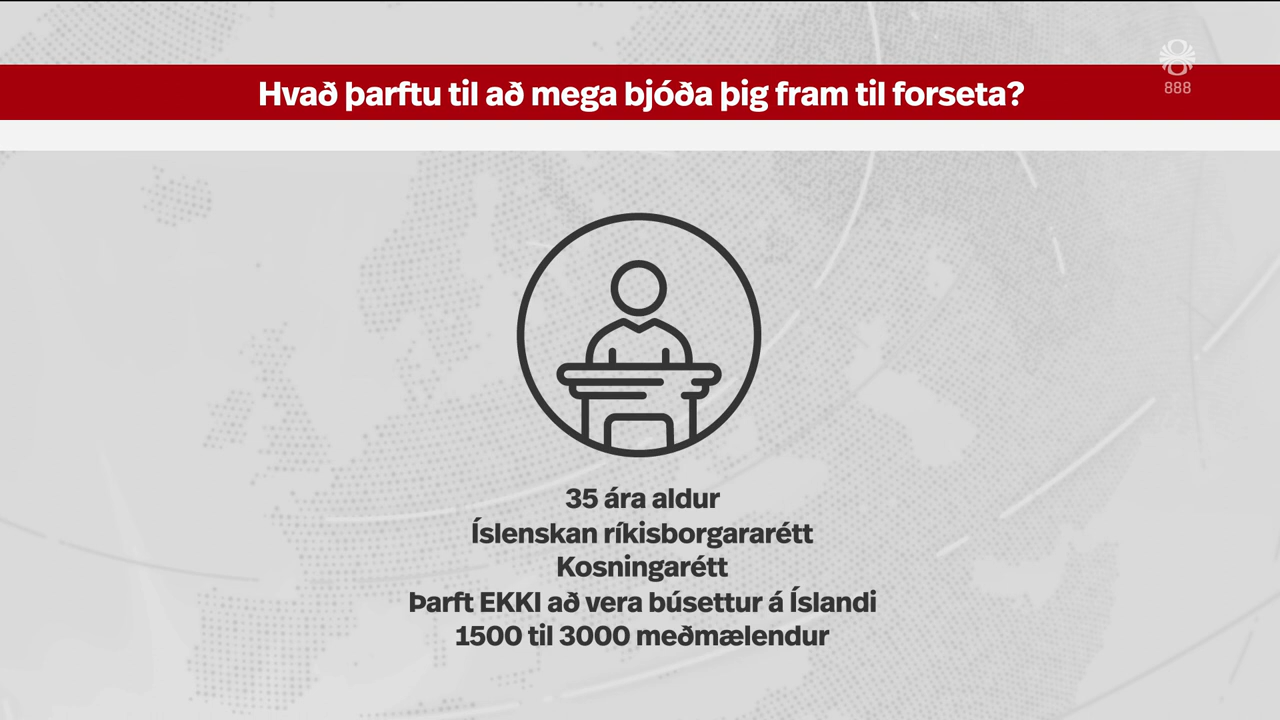 Hvað þarftu til að mega bjóða þig fram til forseta?
888
35 ára aldur
Íslenskan ríkisborgararétt
Kosningarétt
Þarft EKKI að vera búsettur á Íslandi
1500 til 3000 meðmælendur